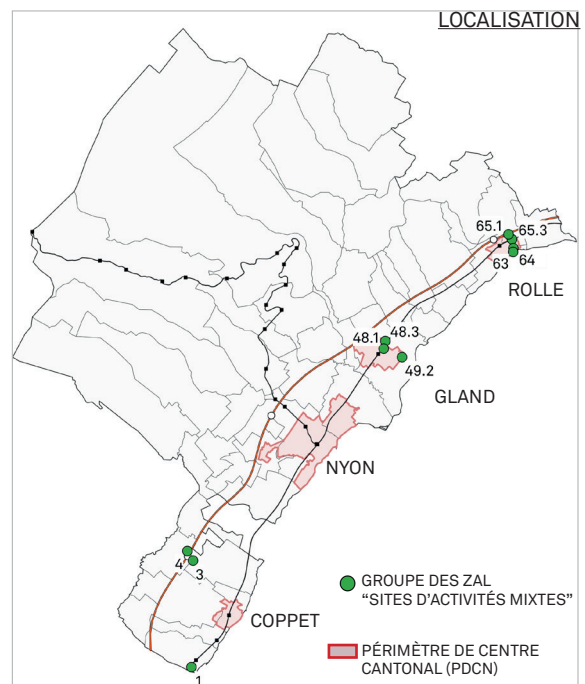 LOCALISATION
65.1
65.3
63
64
ROLLE
48.1
48.3
49.2
GLAND
NYON
4
3
COPPET
1
GROUPE DES ZAL
“SITES D’ACTIVITÉS MIXTES”
PÉRIMÈTRE DE CENTRE
CANTONAL (PDCN)